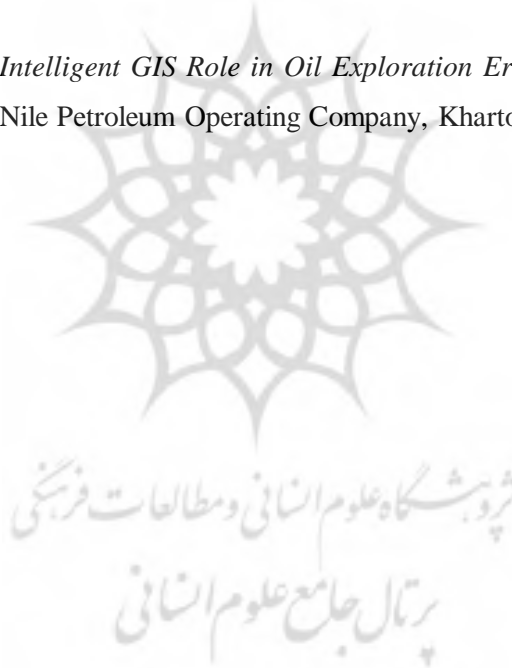 Intelligent GIS Role in Oil Exploration Er
Nile Petroleum Operating Company, Kharto
پژوهشگاه علوم انسانی و مطالعات فرهنگی
پرتال جامع علوم انسانی